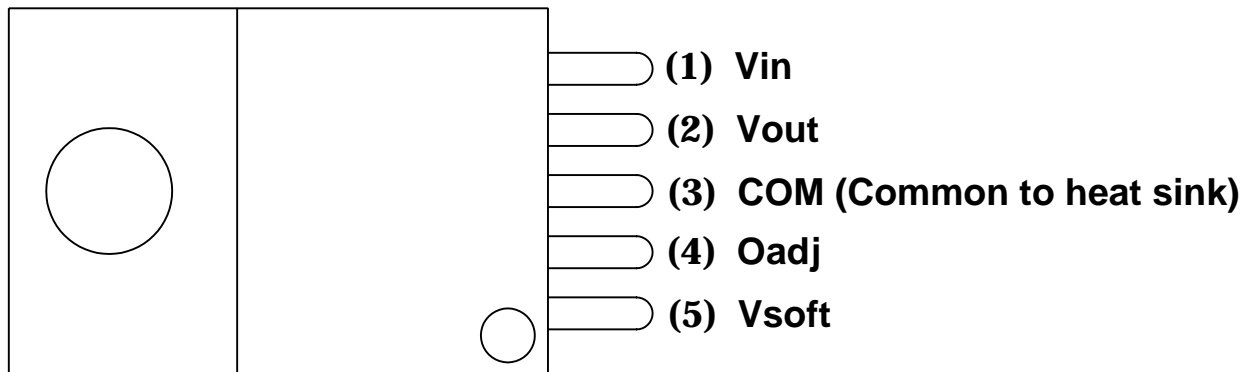 (1) Vin
(2) Vout
(3) COM (Common to heat sink)
(4) Oadj
(5) Vsoft